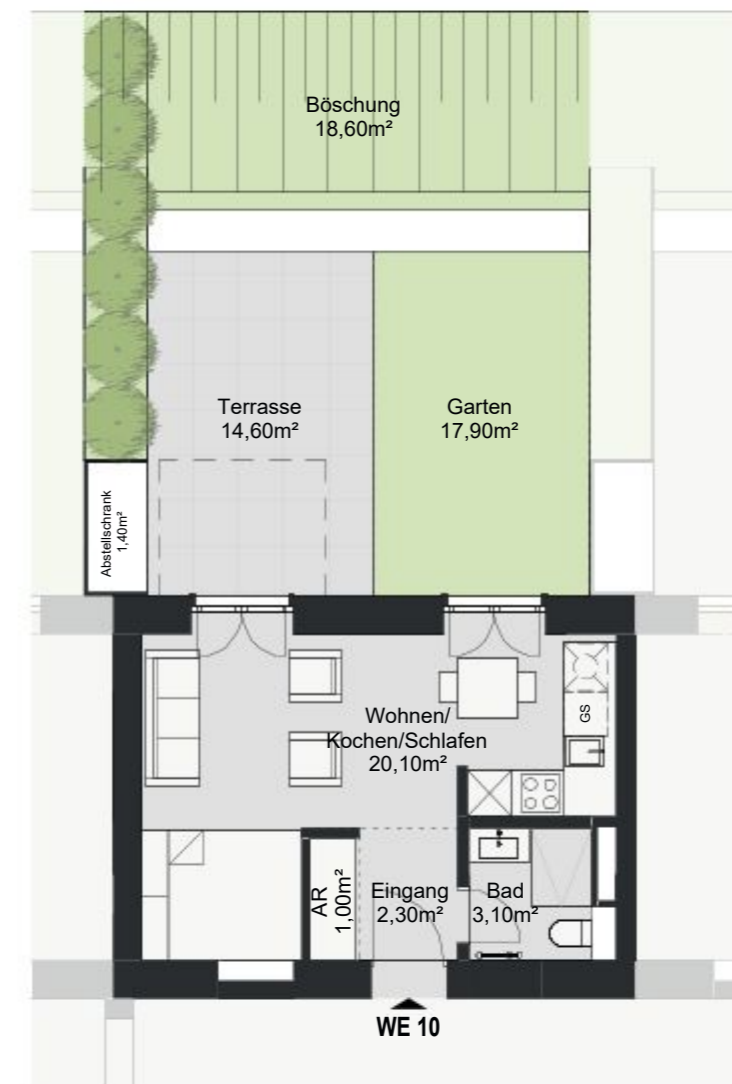 Böschung
18,60m²
Terrasse
14,60m²
Garten
17,90m²
Abstellschrank
1,40m²
Wohnen/
Kochen/Schlafen
20,10m²
GS
AR
1,00m²
Eingang
2,30m²
Bad
3,10m²
WE 10